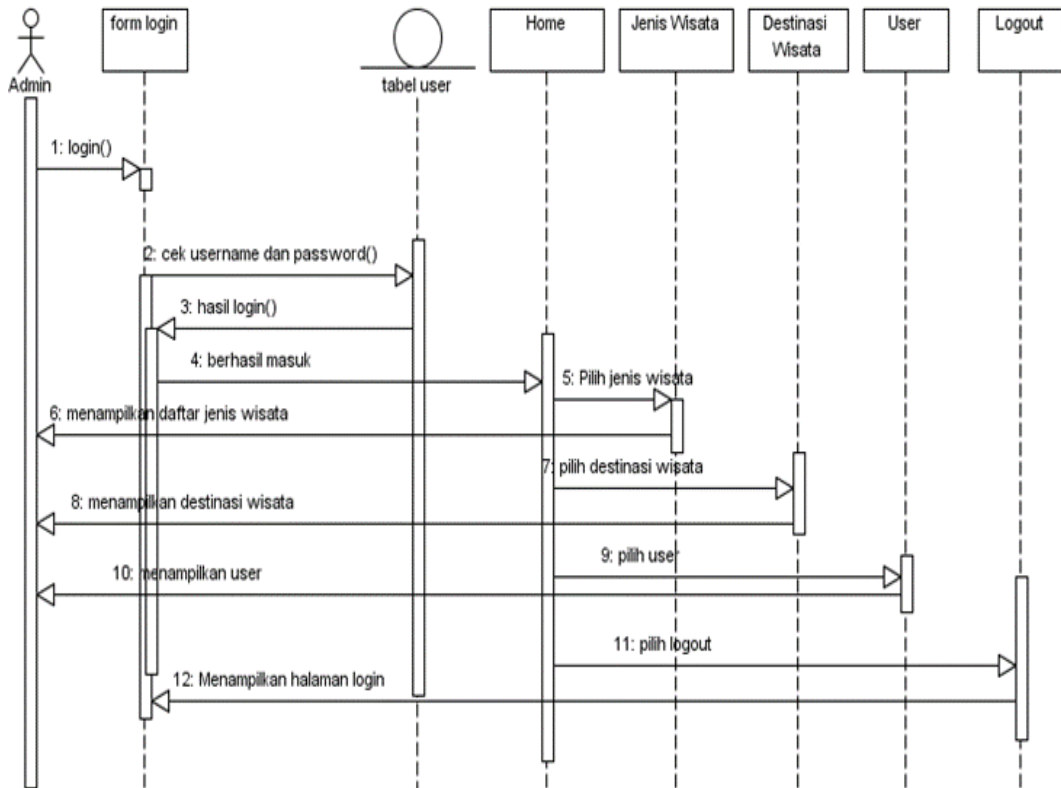 form login
Home
Jenis Wisata
Destinasi
Wisata
User
Logout
Admin
tabel user
1: login()
2: cek username dan password()
3: hasil login()
4: berhasil masuk
5: Pilih jenis wisata
6: menampilkan daftar jenis wisata
7: pilih destinasi wisata
8: menampilkan destinasi wisata
9: pilih user
10: menampilkan user
11: pilih logout
12: Menampilkan halaman login